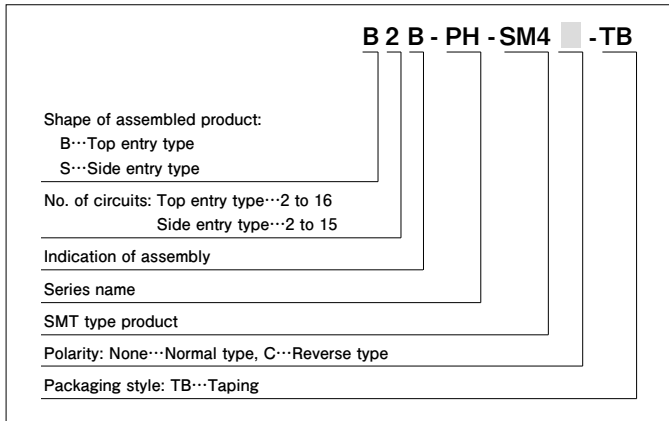 B 2 B - PH - SM4 - TB
Shape of assembled product:
B⋯Top entry type
S⋯Side entry type
No. of circuits: Top entry type⋯2 to 16
Side entry type⋯2 to 15
Indication of assembly
Series name
SMT type product
Polarity: None⋯Normal type, C⋯Reverse type
Packaging style: TB⋯Taping